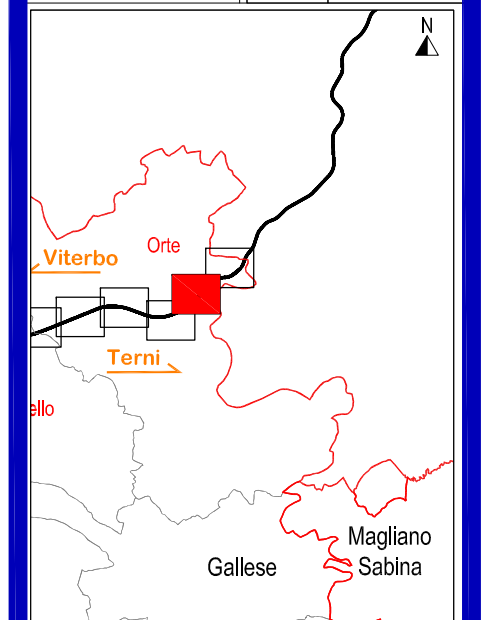 N
Orte
Viterbo
Terni
ello
Magliano
Sabina
Gallese